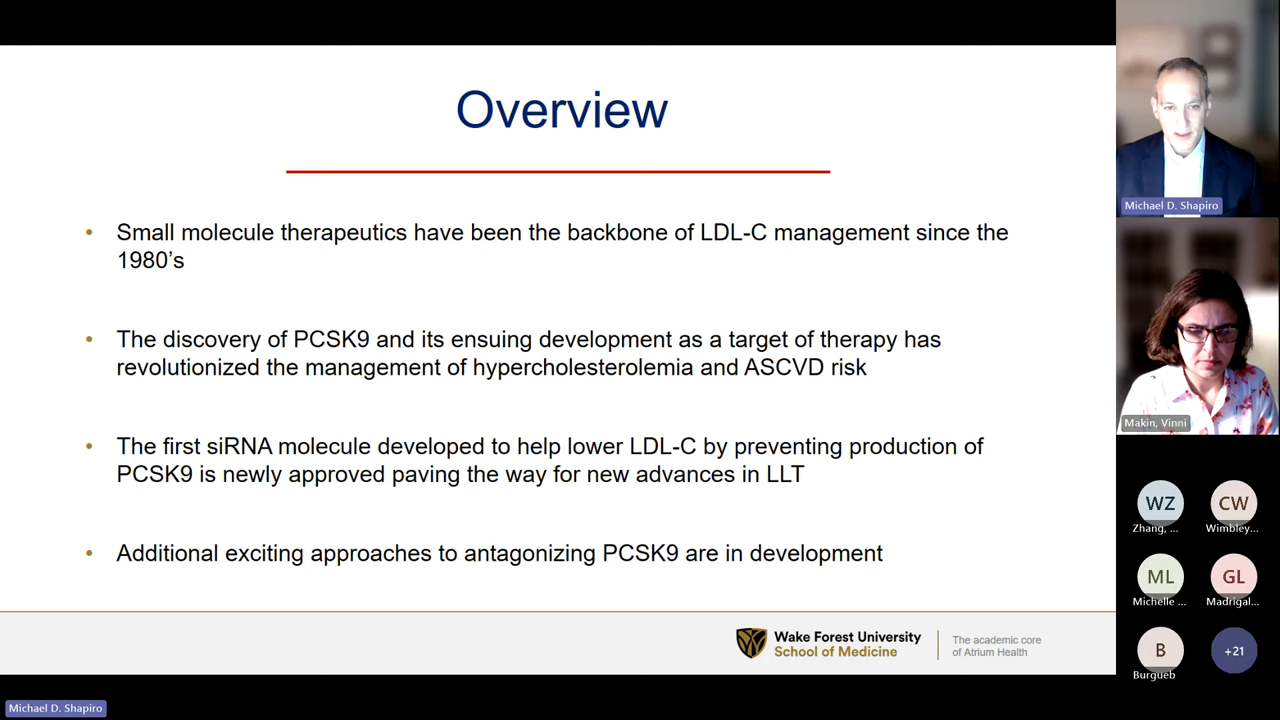 Overview
• Small molecule therapeutics have been the backbone of LDL-C management since the
1980's
• The discovery of PCSK9 and its ensuing development as a target of therapy has
revolutionized the management of hypercholesterolemia and ASCVD risk
• The first siRNA molecule developed to help lower LDL-C by preventing production of
PCSK9 is newly approved paving the way for new advances in LLT
• Additional exciting approaches to antagonizing PCSK9 are in development
Wake Forest University
School of Medicine
The academic core
of Atrium Health
Michael D. Shapiro
Michael D. Shapiro
Makin, Vinni
WZ
Zhang, ...
CW
Wimbley...
ML
Michelle ...
GL
Madrigal...
B
Burgueb
+21